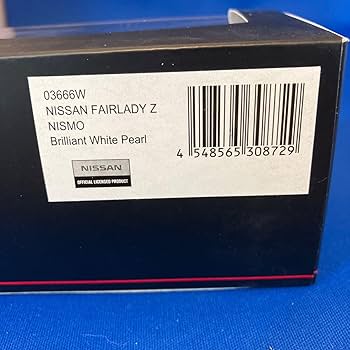 03666W
NISSAN FAIRLADY Z
NISMO
Brilliant White Pearl
NISSAN
OFFICIAL LICENSED PRODUCT
4 548565 308729